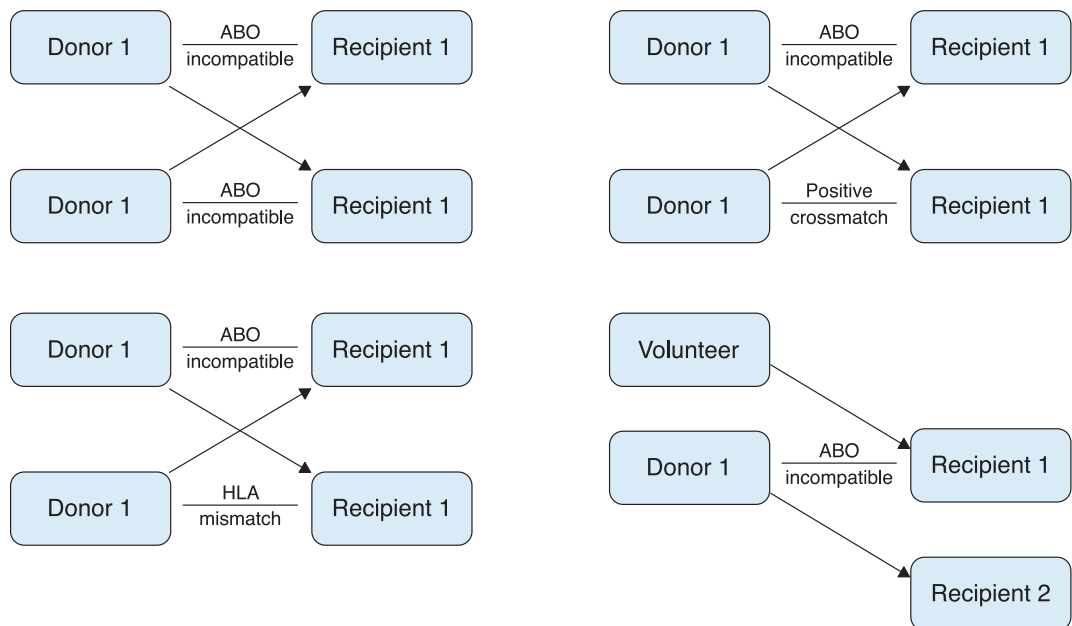 Donor 1
ABO
incompatible
Recipient 1
Donor 1
ABO
incompatible
Recipient 1
Donor 1
ABO
incompatible
Recipient 1
Donor 1
Positive
crossmatch
Recipient 1
Donor 1
ABO
incompatible
Recipient 1
Donor 1
HLA
mismatch
Recipient 1
Volunteer
Donor 1
ABO
incompatible
Recipient 1
Recipient 2